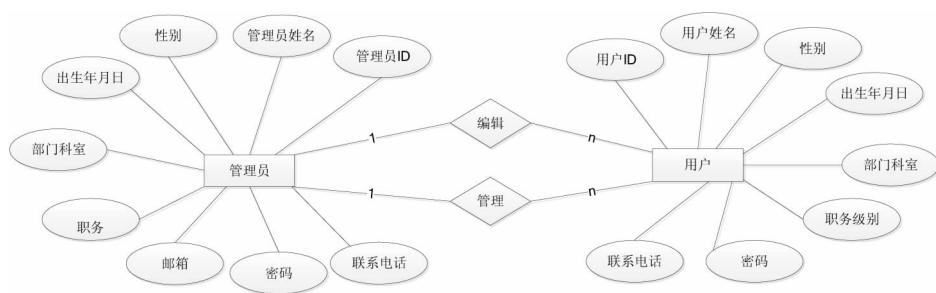 性别
管理员姓名
管理员ID
出生年月日
部门科室
管理员
职务
邮箱
密码
联系电话
1
编辑
n
1
管理
n
用户ID
用户姓名
性别
出生年月日
用户
部门科室
职务级别
密码
联系电话